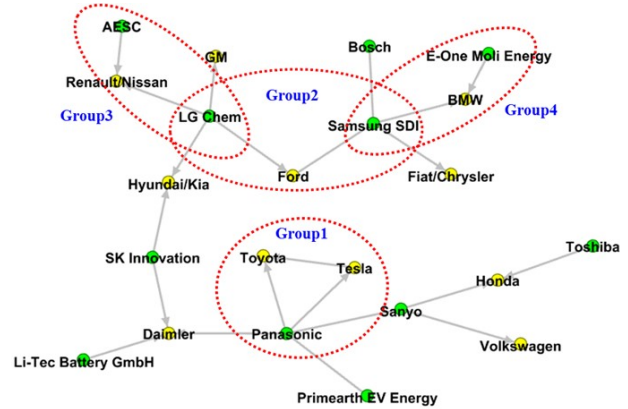 AESC
GM
Bosch
E-One Moli Energy
Renault/Nissan
Group2
BMW
Group3
LG Chem
Samsung SDI
Group4
Hyundai/Kia
Ford
Fiat/Chrysler
Group1
SK Innovation
Toyota
Tesla
Toshiba
Honda
Sanyo
Daimler
Panasonic
Volkswagen
Li-Tec Battery GmbH
Primearth EV Energy